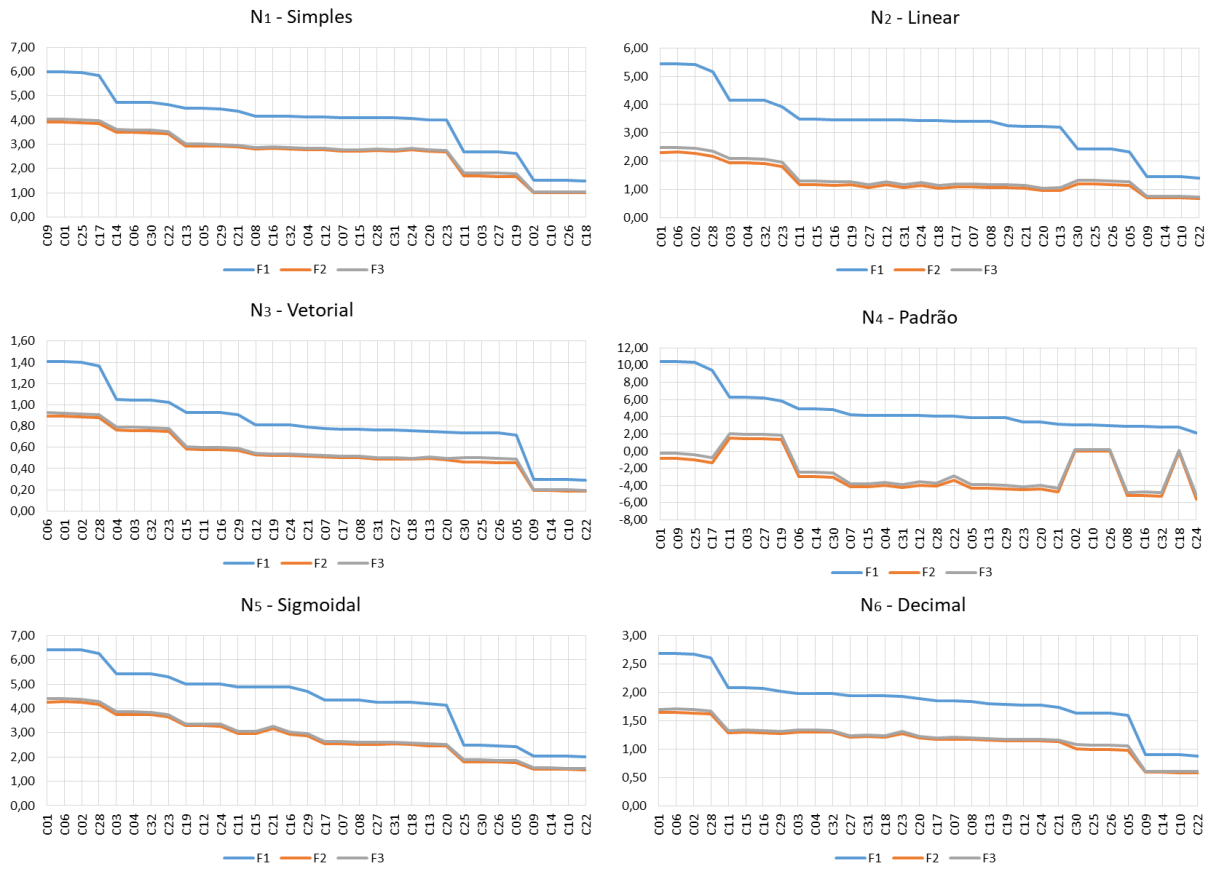 N1 - Simples
7,00
6,00
5,00
4,00
3,00
2,00
1,00
0,00
C09 C01 C25 C17 C14 C06 C30 C22 C13 C05 C29 C21 C08 C16 C32 C04 C12 C07 C15 C28 C31 C24 C20 C23 C11 C03 C27 C19 C02 C10 C26 C18
F1 F2 F3
N2 - Linear
6,00
5,00
4,00
3,00
2,00
1,00
0,00
C01 C06 C02 C28 C03 C04 C32 C23 C11 C15 C16 C19 C27 C12 C31 C24 C18 C17 C07 C08 C29 C21 C20 C13 C30 C25 C26 C05 C09 C14 C10 C22
F1 F2 F3
N3 - Vetorial
1,60
1,40
1,20
1,00
0,80
0,60
0,40
0,20
0,00
C06 C01 C02 C28 C04 C03 C32 C23 C15 C11 C16 C29 C12 C19 C24 C21 C07 C17 C08 C27 C31 C18 C13 C20 C30 C25 C26 C05 C09 C14 C10 C22
F1 F2 F3
N4 - Padrão
12,00
10,00
8,00
6,00
4,00
2,00
0,00
-2,00
-4,00
-6,00
-8,00
C01 C09 C25 C17 C11 C03 C27 C19 C06 C14 C30 C07 C15 C04 C31 C12 C28 C22 C05 C13 C29 C23 C20 C21 C02 C10 C26 C08 C16 C32 C18 C24
F1 F2 F3
N5 - Sigmoidal
7,00
6,00
5,00
4,00
3,00
2,00
1,00
0,00
C01 C06 C02 C28 C03 C04 C32 C23 C19 C12 C24 C11 C15 C21 C16 C29 C17 C07 C08 C27 C31 C18 C13 C20 C25 C30 C26 C05 C09 C14 C10 C22
F1 F2 F3
N6 - Decimal
3,00
2,50
2,00
1,50
1,00
0,50
0,00
C01 C06 C02 C28 C11 C15 C16 C29 C03 C04 C32 C27 C31 C18 C23 C20 C17 C07 C08 C13 C19 C12 C24 C21 C30 C25 C26 C05 C09 C14 C10 C22
F1 F2 F3